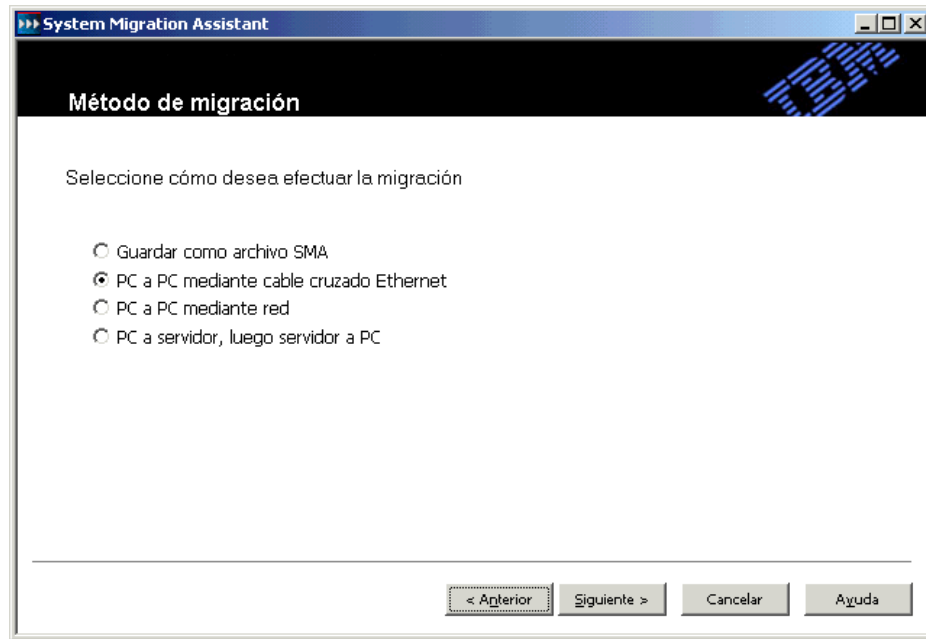 System Migration Assistant
IBM
Método de migración
Seleccione cómo desea efectuar la migración
Guardar como archivo SMA
PC a PC mediante cable cruzado Ethernet
PC a PC mediante red
PC a servidor, luego servidor a PC
< Anterior Siguiente > Cancelar Ayuda